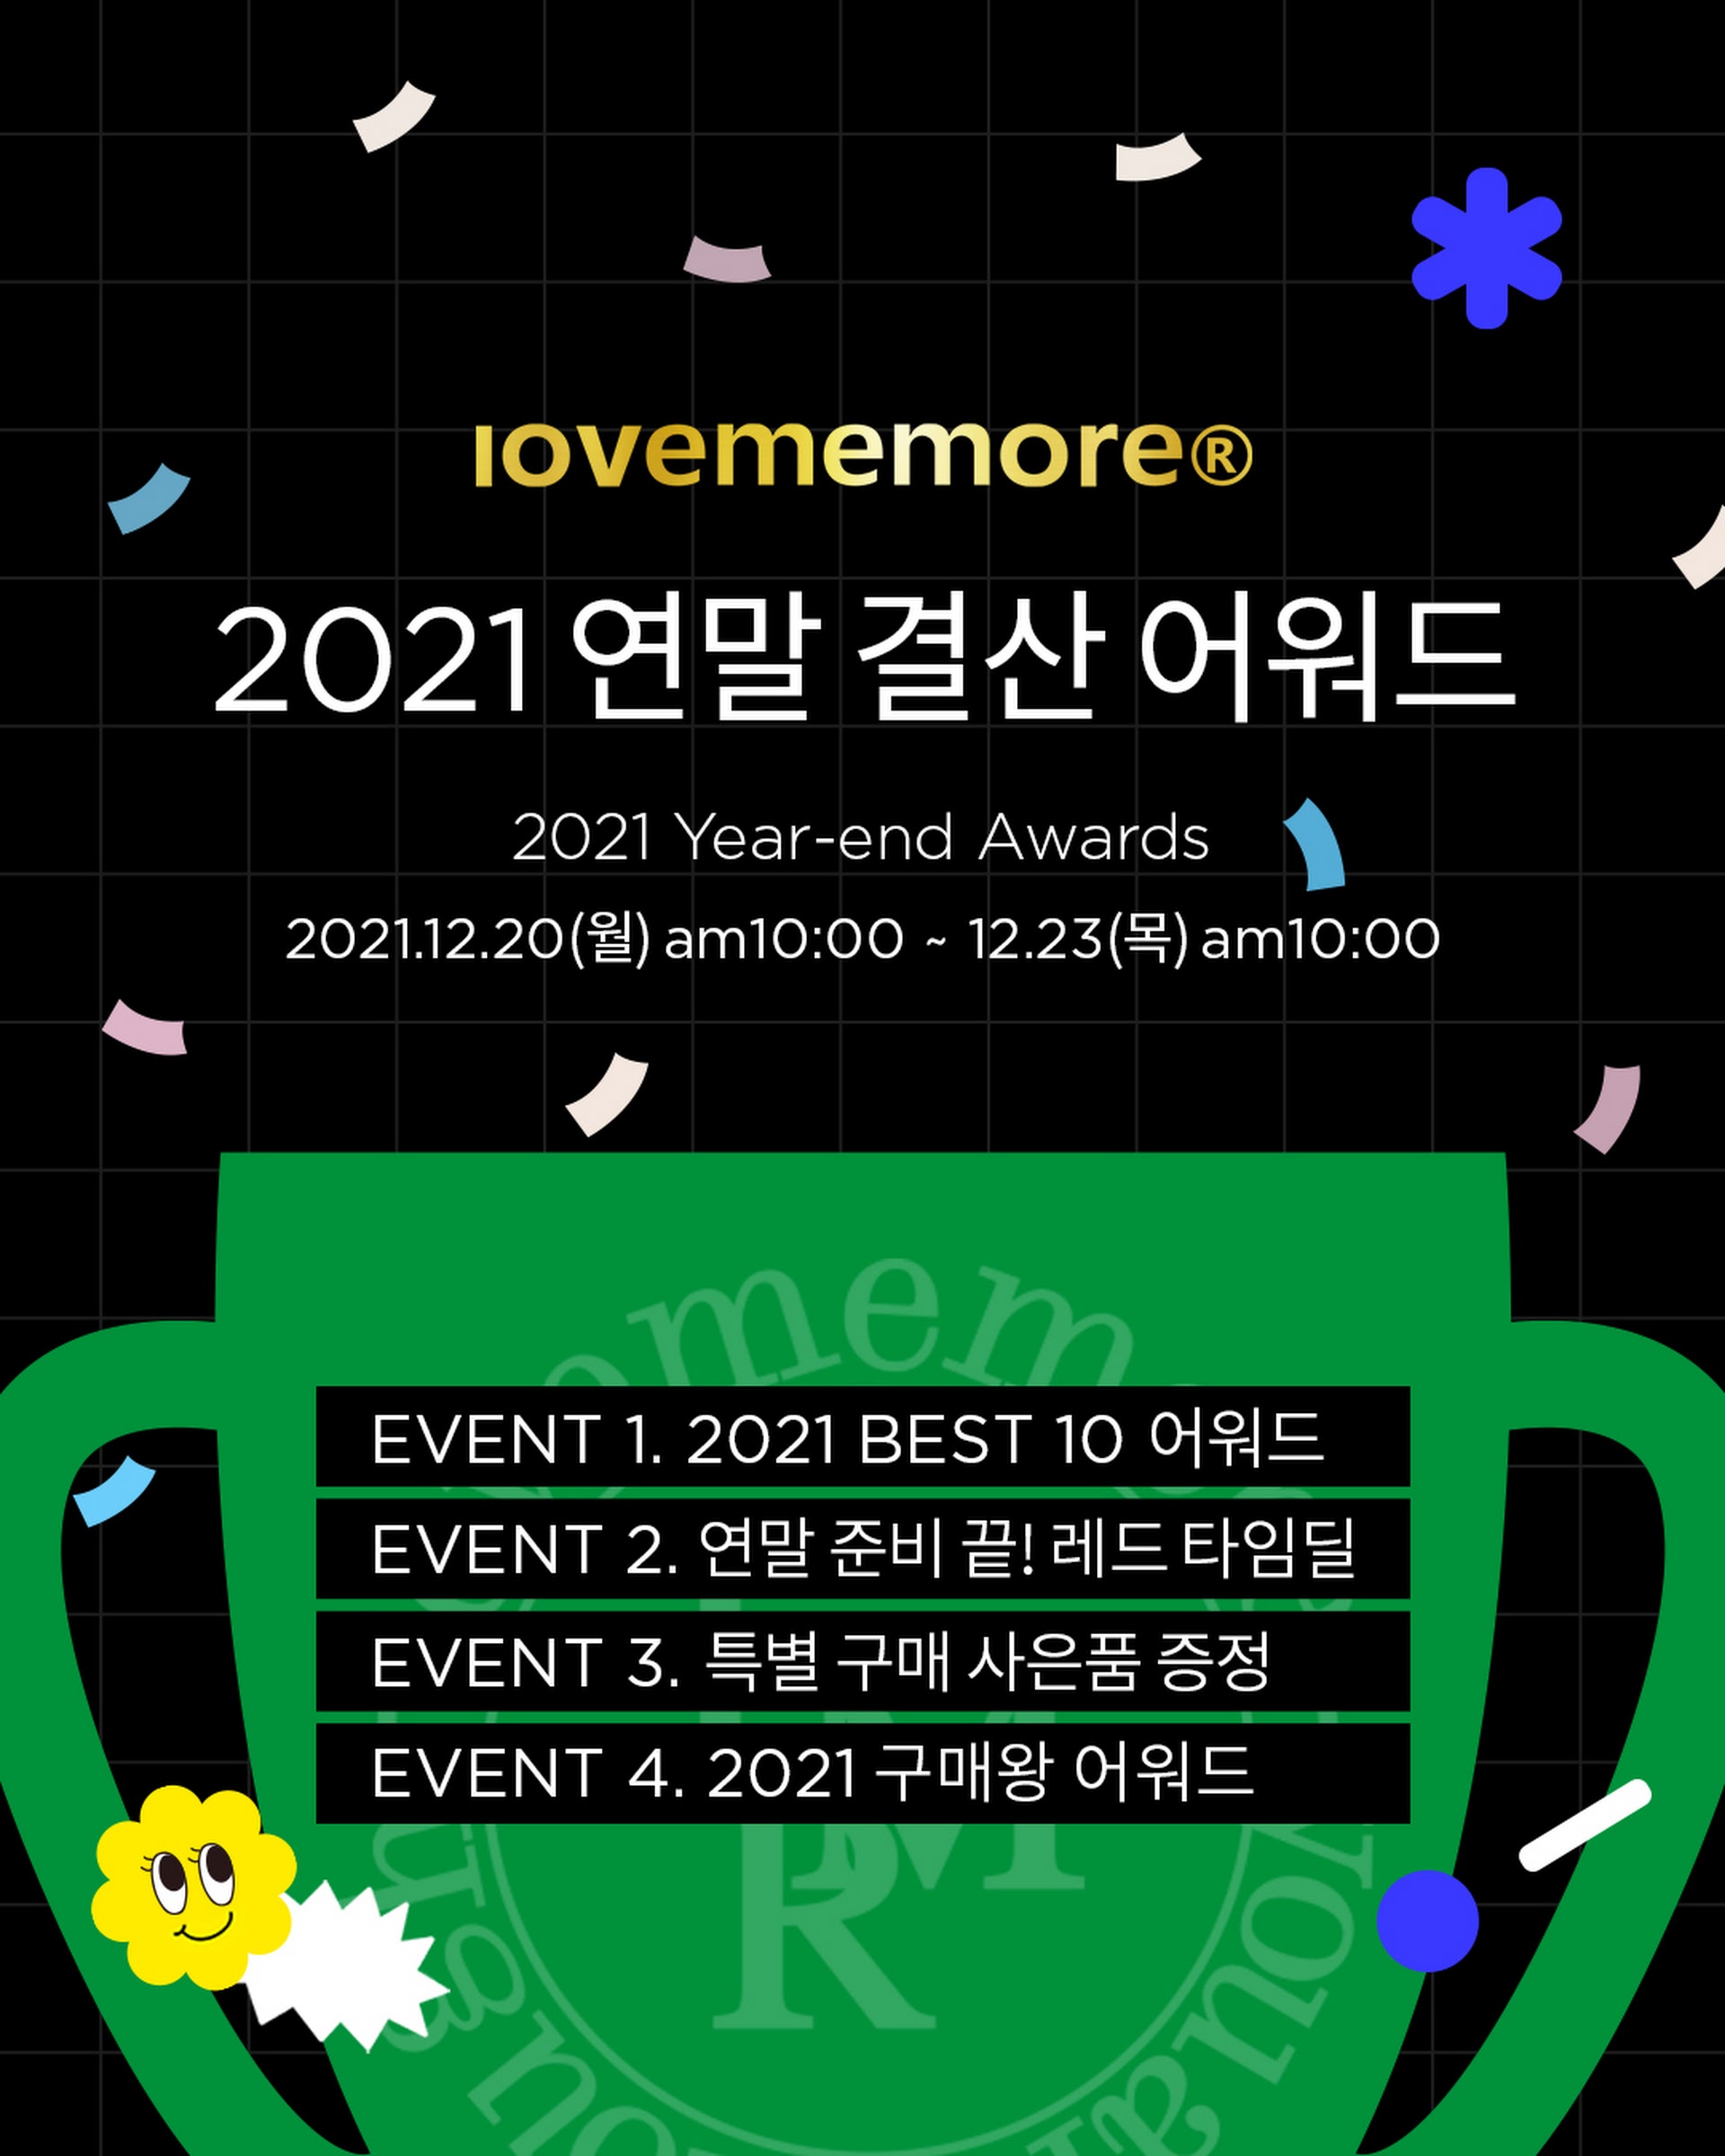 lovememore®
2021 연말 결산 어워드
2021 Year-end Awards
2021.12.20(월) am10:00 ~ 12.23(목) am10:00
EVENT 1. 2021 BEST 10 어워드
EVENT 2. 연말 준비 끝! 레드 타임딜
EVENT 3. 특별 구매 사은품 증정
EVENT 4. 2021 구매왕 어워드